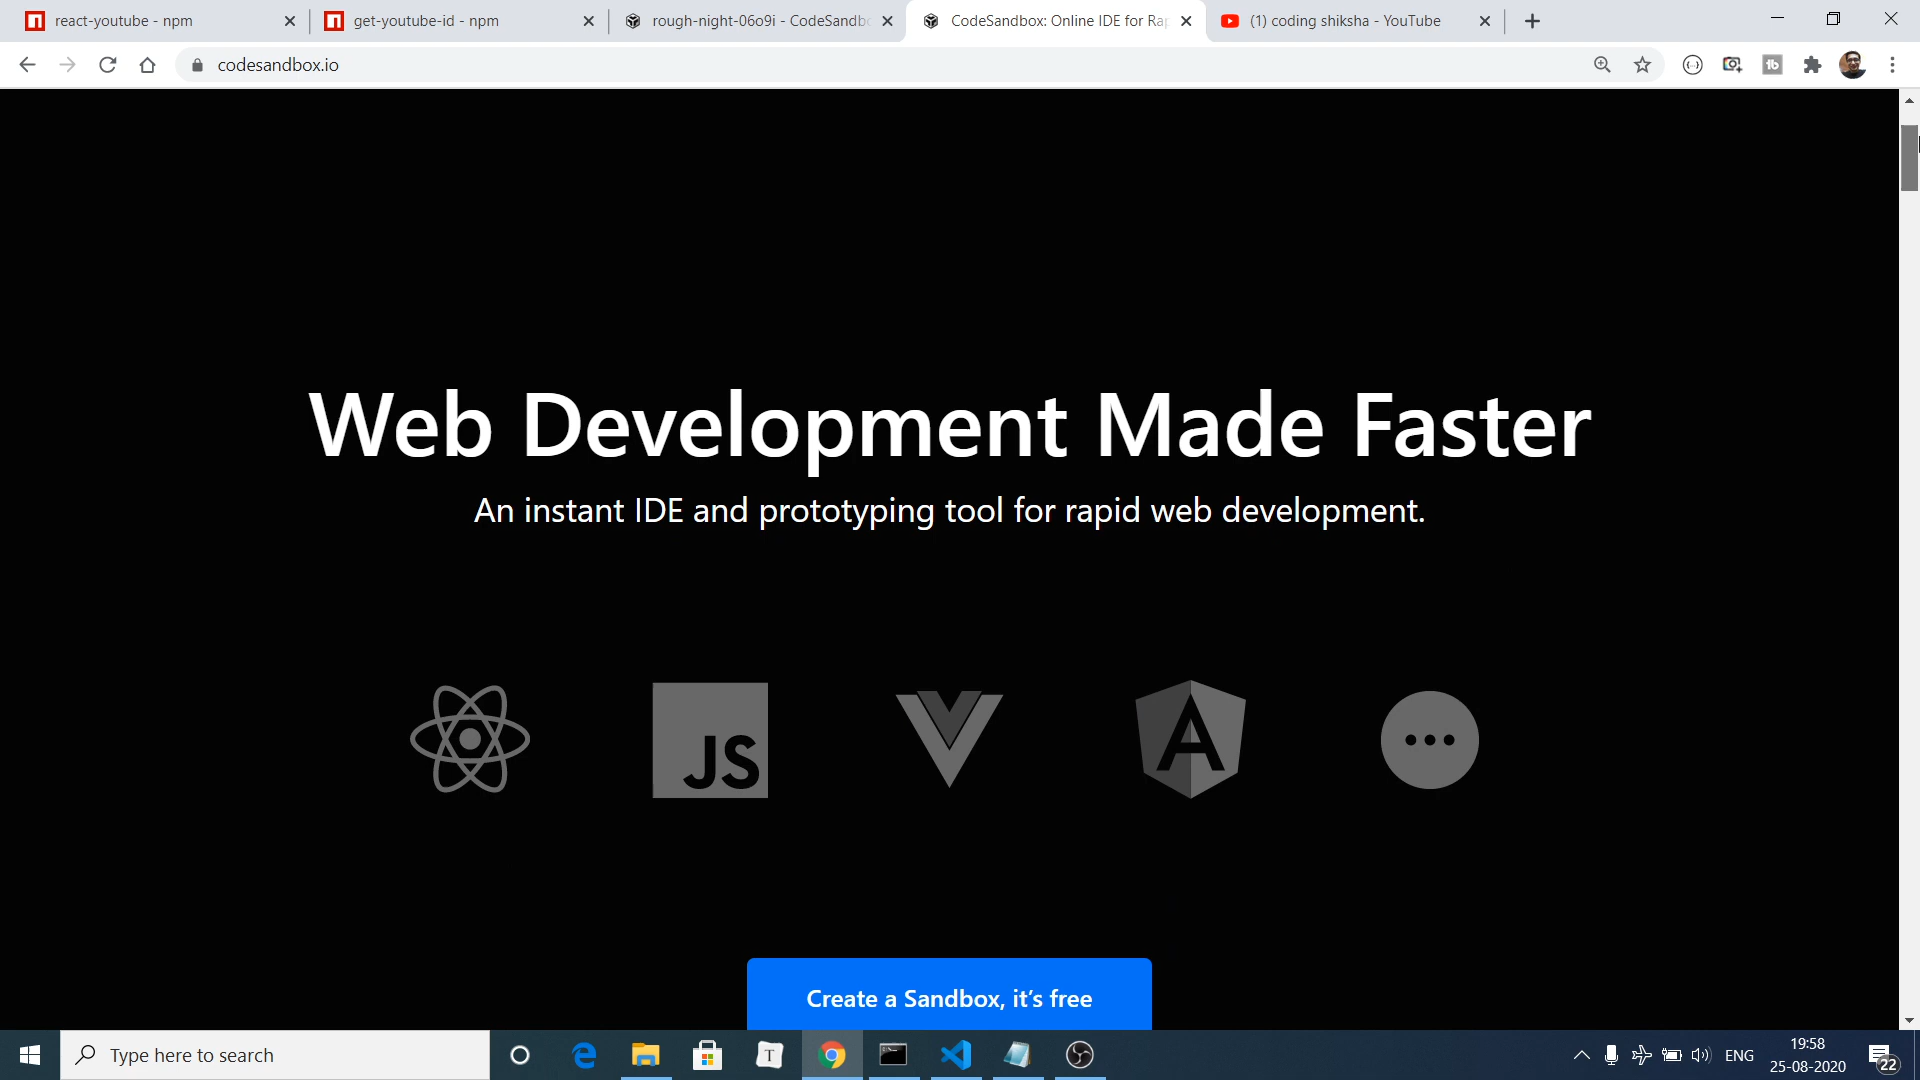 react-youtube - npm
get-youtube-id - npm
rough-night-06o9i - CodeSandbo
CodeSandbox: Online IDE for Ra
(1) coding shiksha - YouTube
codesandbox.io
Web Development Made Faster
An instant IDE and prototyping tool for rapid web development.
JS
Create a Sandbox, it's free
Type here to search
T
ENG
19:58
25-08-2020
22